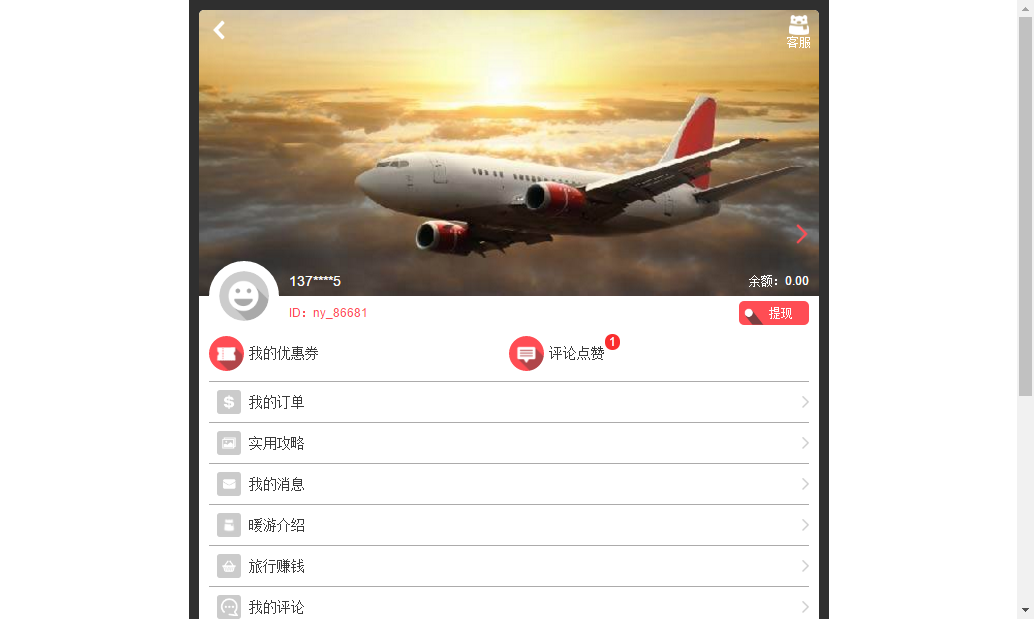 客服
137****5
余额：0.00
ID：ny_86681
提现
我的优惠券
评论点赞
1
我的订单
实用攻略
我的消息
暖游介绍
旅行赚钱
我的评论